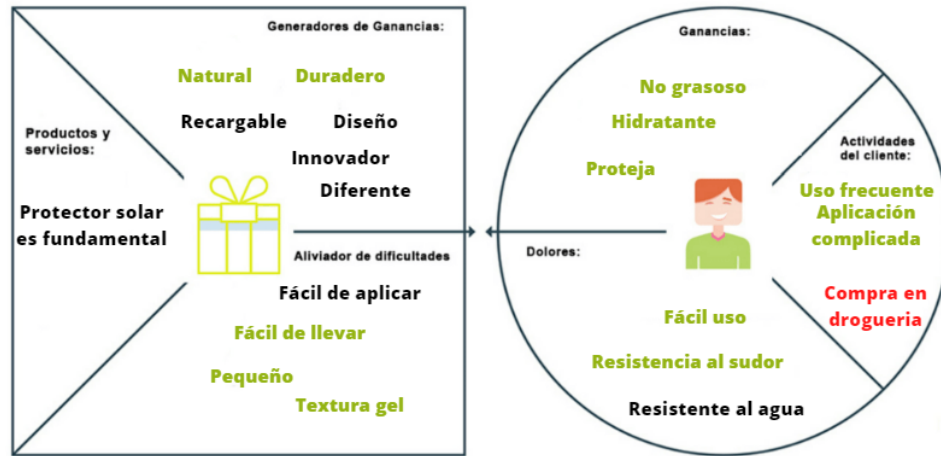 Generadores de Ganancias:
Natural Duradero
Recargable Diseño
Innovador
Diferente
Productos y
servicios:
Protector solar
es fundamental
Aliviador de dificultades
Fácil de aplicar
Fácil de llevar
Pequeño
Textura gel
Ganancias:
No grasoso
Hidratante
Proteja
Actividades
del cliente:
Uso frecuente
Aplicación
complicada
Compra en
drogueria
Dolores:
Fácil uso
Resistencia al sudor
Resistente al agua